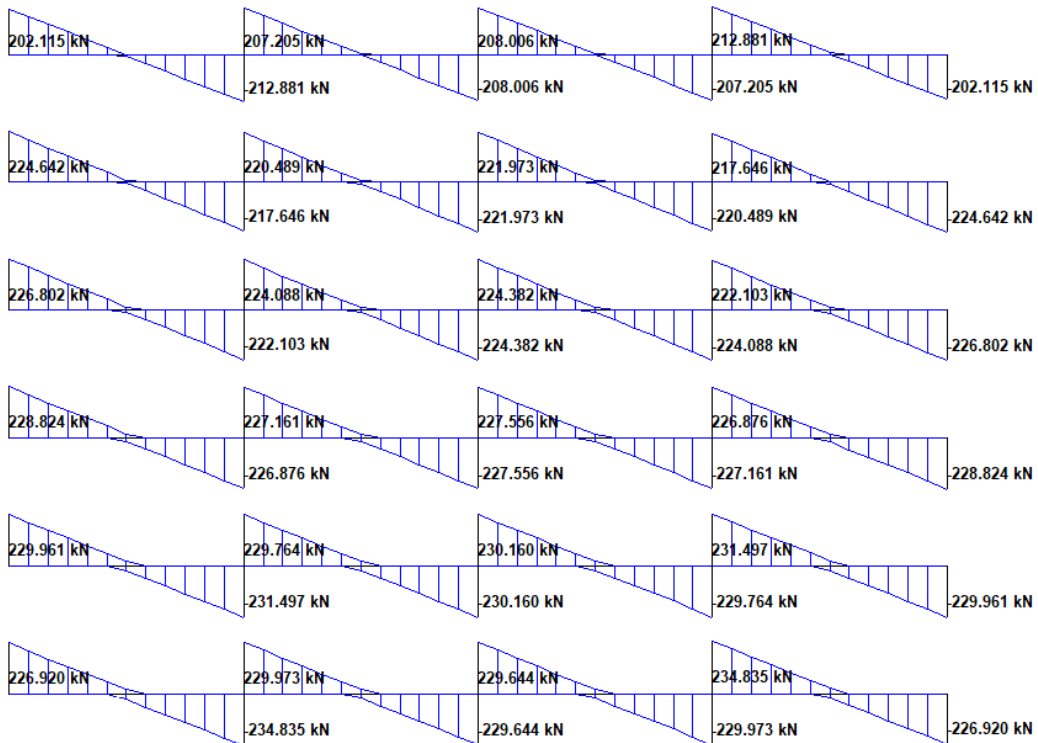 202.115 kN 207.205 kN 208.006 kN 212.881 kN
-212.881 kN -208.006 kN -207.205 kN -202.115 kN
224.642 kN 220.489 kN 221.973 kN 217.646 kN
-217.646 kN -221.973 kN -220.489 kN -224.642 kN
226.802 kN 224.088 kN 224.382 kN 222.103 kN
-222.103 kN -224.382 kN -224.088 kN -226.802 kN
228.824 kN 227.161 kN 227.556 kN 226.876 kN
-226.876 kN -227.556 kN -227.161 kN -228.824 kN
229.961 kN 229.764 kN 230.160 kN 231.497 kN
-231.497 kN -230.160 kN -229.764 kN -229.961 kN
226.920 kN 229.973 kN 229.644 kN 234.835 kN
-234.835 kN -229.644 kN -229.973 kN -226.920 kN